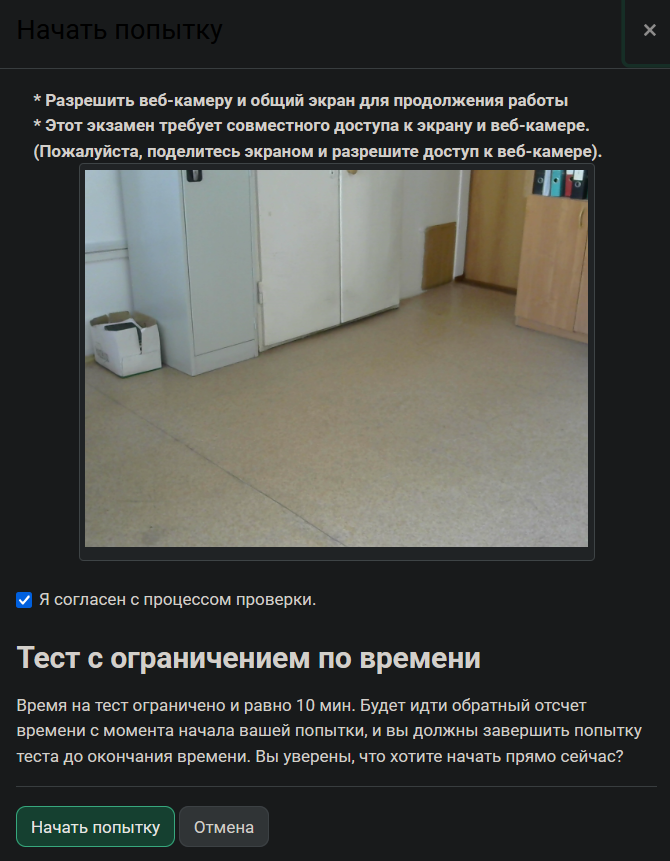 Начать попытку
×
* Разрешить веб-камеру и общий экран для продолжения работы
* Этот экзамен требует совместного доступа к экрану и веб-камере.
(Пожалуйста, поделитесь экраном и разрешите доступ к веб-камере).
Я согласен с процессом проверки.
Тест с ограничением по времени
Время на тест ограничено и равно 10 мин. Будет идти обратный отсчет
времени с момента начала вашей попытки, и вы должны завершить попытку
теста до окончания времени. Вы уверены, что хотите начать прямо сейчас?
Начать попытку Отмена